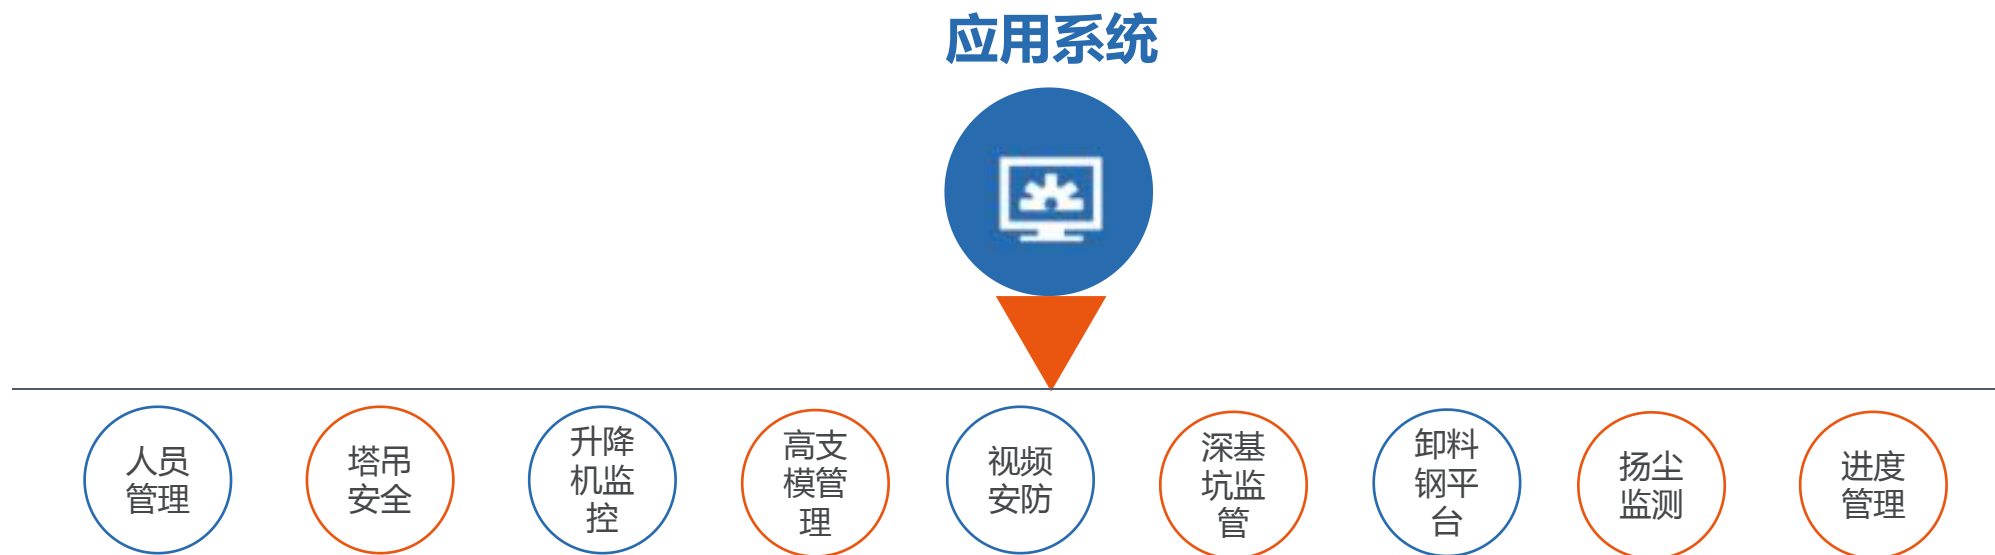 应用系统
人员
管理
塔吊
安全
升降
机监
控
高支
模管
理
视频
安防
深基
坑监
管
卸料
钢平
台
扬尘
监测
进度
管理